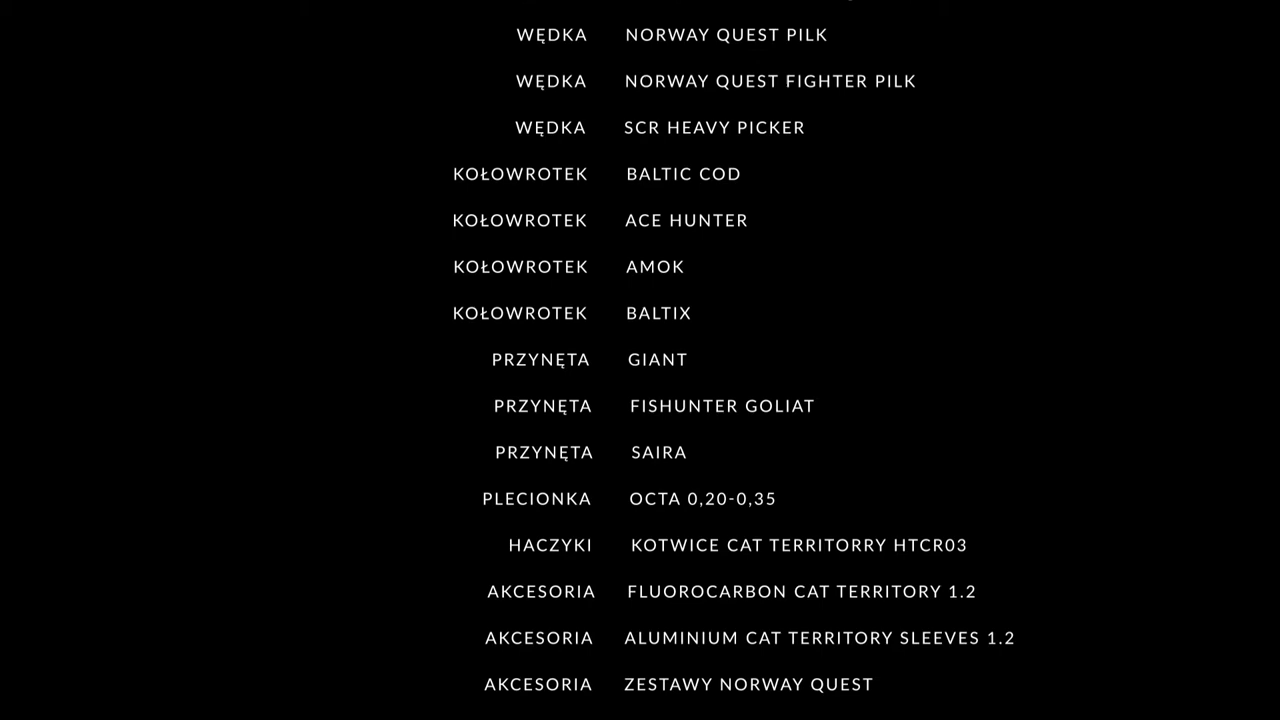 WĘDKA NORWAY QUEST PILK
WĘDKA NORWAY QUEST FIGHTER PILK
WĘDKA SCR HEAVY PICKER
KOŁOWROTEK BALTIC COD
KOŁOWROTEK ACE HUNTER
KOŁOWROTEK AMOK
KOŁOWROTEK BALTIX
PRZYNĘTA GIANT
PRZYNĘTA FISHUNTER GOLIAT
PRZYNĘTA SAIRA
PLECIONKA OCTA 0,20-0,35
HACZYKI KOTWICE CAT TERRITORRY HTCR03
AKCESORIA FLUOROCARBON CAT TERRITORY 1.2
AKCESORIA ALUMINIUM CAT TERRITORY SLEEVES 1.2
AKCESORIA ZESTAWY NORWAY QUEST